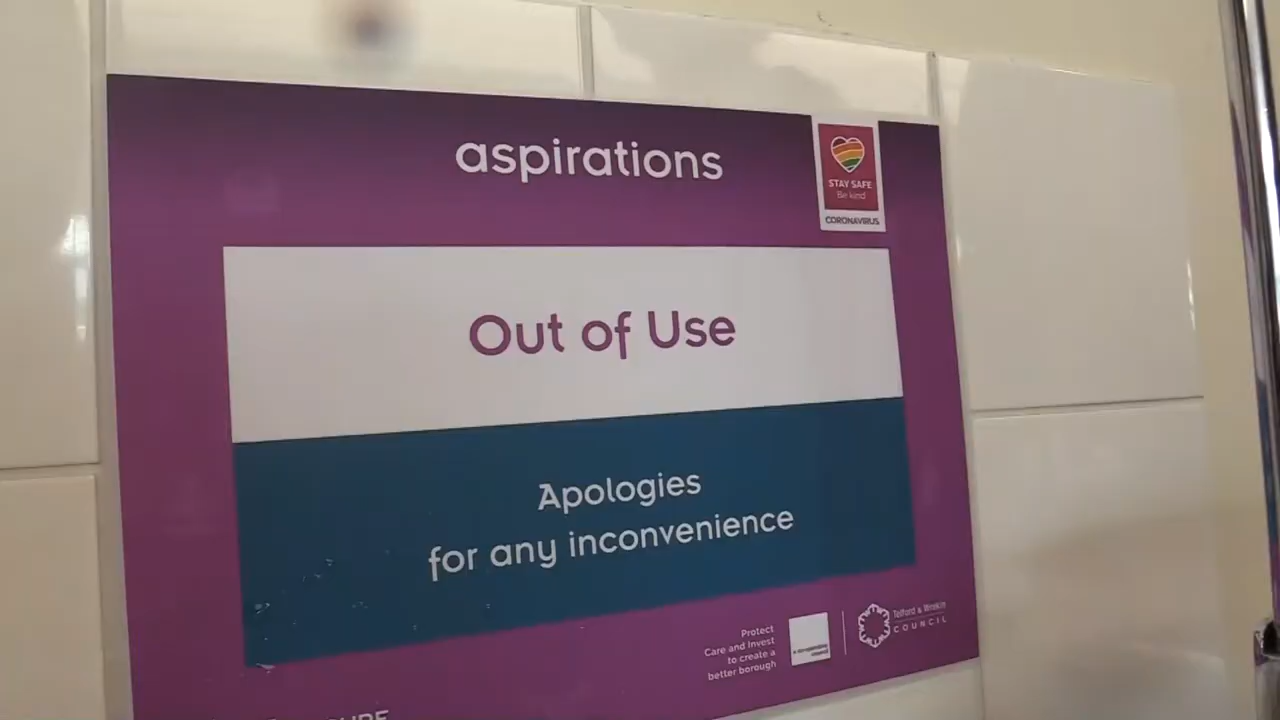 aspirations
STAY SAFE
Be kind
CORONAVIRUS
Out of Use
Apologies
for any inconvenience
Protect
Care and Invest
to create a
better borough
Telford & Wrekin
COUNCIL